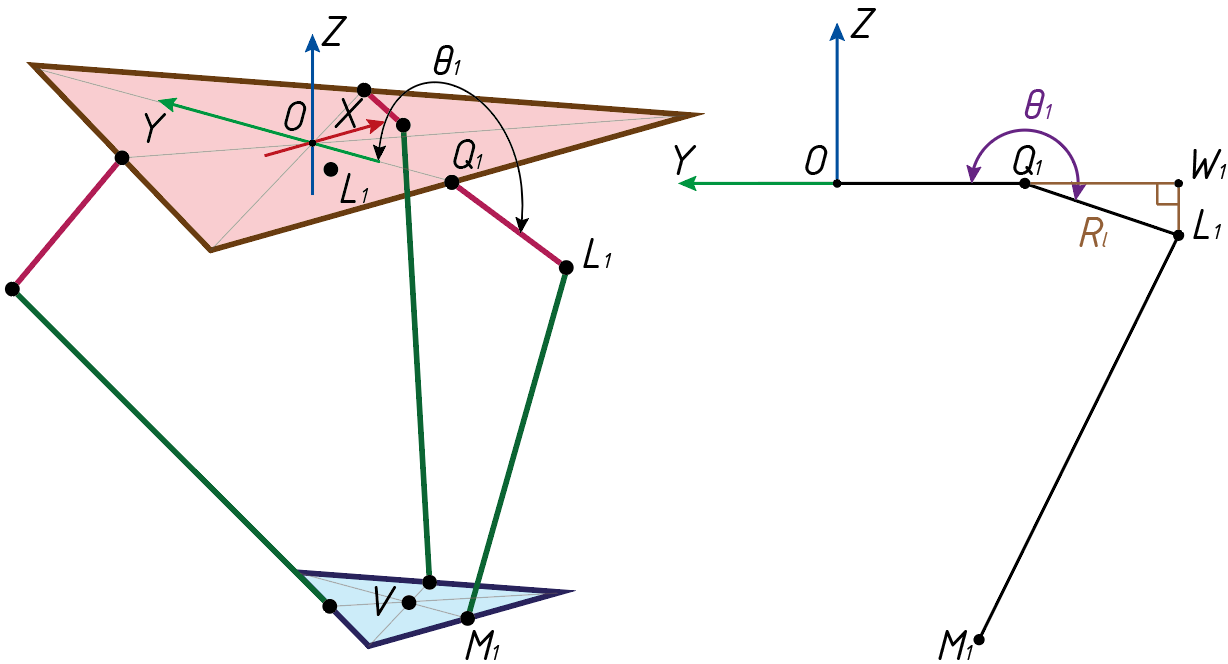 Z
θ₁
O
X
Y
Q₁
L₁
L₁
V
M₁
Z
θ₁
Y
O
Q₁
W₁
Rₗ
L₁
M₁